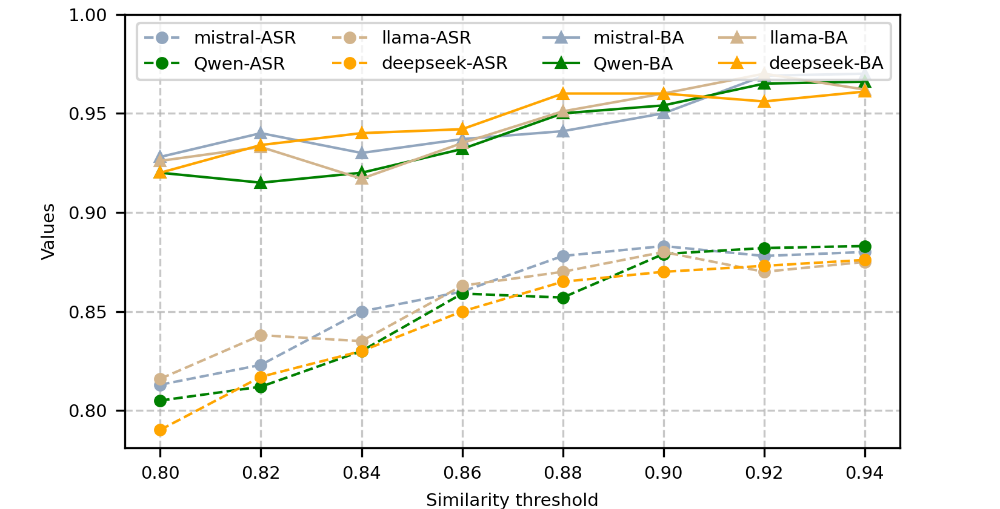 1.00
mistral-ASR llama-ASR mistral-BA llama-BA
Qwen-ASR deepseek-ASR Qwen-BA deepseek-BA
0.95
0.90
Values
0.85
0.80
0.80 0.82 0.84 0.86 0.88 0.90 0.92 0.94
Similarity threshold